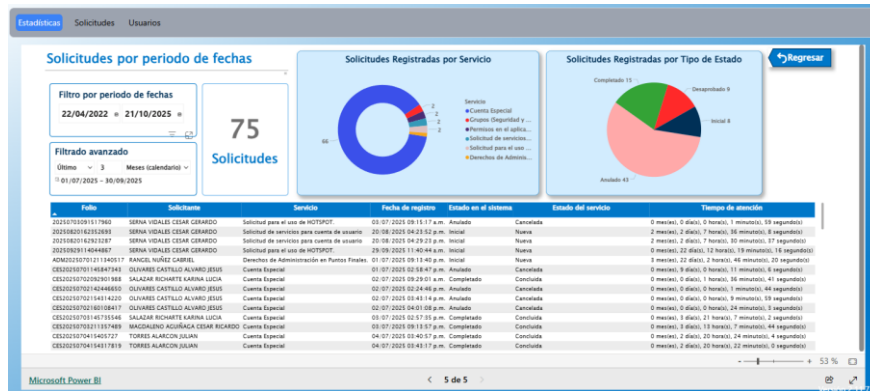 Estadísticas Solicitudes Usuarios
Solicitudes por periodo de fechas
Filtro por periodo de fechas
22/04/2022 21/10/2025
Filtrado avanzado
Último 3 Meses (calendario)
01/07/2025 - 30/09/2025
75
Solicitudes
Solicitudes Registradas por Servicio
2
2
2
2
66
Servicio
Cuenta Especial
Grupos (Seguridad y ...
Permisos en el aplica...
Solicitud de servicios...
Solicitud para el uso ...
Derechos de Adminis...
Solicitudes Registradas por Tipo de Estado
Completado 15
Desaprobado 9
Inicial 8
Anulado 43
Regresar
Folio Solicitante Servicio Fecha de registro Estado en el sistema Estado del servicio Tiempo de atención
20250703091517960 SERNA VIDALES CESAR GERARDO Solicitud para el uso de HOTSPOT. 03/07/2025 09:15:17 a.m. Anulado Cancelada 0 mes(es), 0 día(s), 0 hora(s), 1 minuto(s), 59 segundo(s)
20250820162352693 SERNA VIDALES CESAR GERARDO Solicitud de servicios para cuenta de usuario 20/08/2025 04:23:52 p.m. Inicial Nueva 2 mes(es), 2 día(s), 7 hora(s), 36 minuto(s), 8 segundo(s)
20250820162923287 SERNA VIDALES CESAR GERARDO Solicitud de servicios para cuenta de usuario 20/08/2025 04:29:23 p.m. Inicial Nueva 2 mes(es), 2 día(s), 7 hora(s), 30 minuto(s), 37 segundo(s)
20250929114044867 SERNA VIDALES CESAR GERARDO Solicitud para el uso de HOTSPOT. 29/09/2025 11:40:44 a.m. Inicial Nueva 0 mes(es), 22 día(s), 12 hora(s), 19 minuto(s), 16 segundo(s)
ADM20250701211340517 RANGEL NUÑEZ GABRIEL Derechos de Administración en Puntos Finales. 01/07/2025 09:13:40 p.m. Inicial Nueva 3 mes(es), 22 día(s), 2 hora(s), 46 minuto(s), 20 segundo(s)
CES20250701145847343 OLIVARES CASTILLO ALVARO JESUS Cuenta Especial 01/07/2025 02:58:47 p.m. Anulado Cancelada 0 mes(es), 9 día(s), 0 hora(s), 11 minuto(s), 6 segundo(s)
CES20250702092901988 SALAZAR RICHARTE KARINA LUCIA Cuenta Especial 02/07/2025 09:29:01 a.m. Completado Concluida 0 mes(es), 0 día(s), 1 hora(s), 36 minuto(s), 41 segundo(s)
CES20250702142446650 OLIVARES CASTILLO ALVARO JESUS Cuenta Especial 02/07/2025 02:24:46 p.m. Anulado Cancelada 0 mes(es), 0 día(s), 0 hora(s), 1 minuto(s), 44 segundo(s)
CES20250702154314220 OLIVARES CASTILLO ALVARO JESUS Cuenta Especial 02/07/2025 03:43:14 p.m. Anulado Cancelada 0 mes(es), 0 día(s), 0 hora(s), 9 minuto(s), 59 segundo(s)
CES20250702160108417 OLIVARES CASTILLO ALVARO JESUS Cuenta Especial 02/07/2025 04:01:08 p.m. Anulado Cancelada 0 mes(es), 0 día(s), 0 hora(s), 24 minuto(s), 3 segundo(s)
CES20250703145735546 SALAZAR RICHARTE KARINA LUCIA Cuenta Especial 03/07/2025 02:57:35 p.m. Completado Concluida 0 mes(es), 3 día(s), 21 hora(s), 7 minuto(s), 2 segundo(s)
CES20250703211357489 MAGDALENO AGUIÑAGA CESAR RICARDO Cuenta Especial 03/07/2025 09:13:57 p.m. Completado Concluida 0 mes(es), 3 día(s), 13 hora(s), 7 minuto(s), 44 segundo(s)
CES20250704154057727 TORRES ALARCON JULIAN Cuenta Especial 04/07/2025 03:40:57 p.m. Completado Concluida 0 mes(es), 2 día(s), 20 hora(s), 24 minuto(s), 4 segundo(s)
CES20250704154317819 TORRES ALARCON JULIAN Cuenta Especial 04/07/2025 03:43:17 p.m. Completado Concluida 0 mes(es), 2 día(s), 20 hora(s), 22 minuto(s), 0 segundo(s)
- + 53 %
Microsoft Power BI < 5 de 5 >